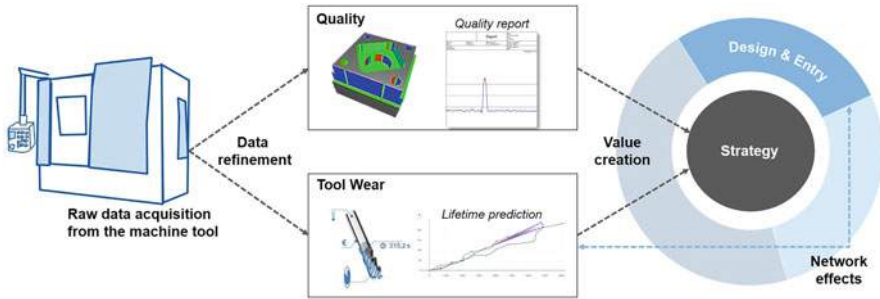 Quality
Quality report
Report
Design & Entry
Data
refinement
Value
creation
Strategy
Tool Wear
Lifetime prediction
Raw data acquisition
from the machine tool
Network
effects